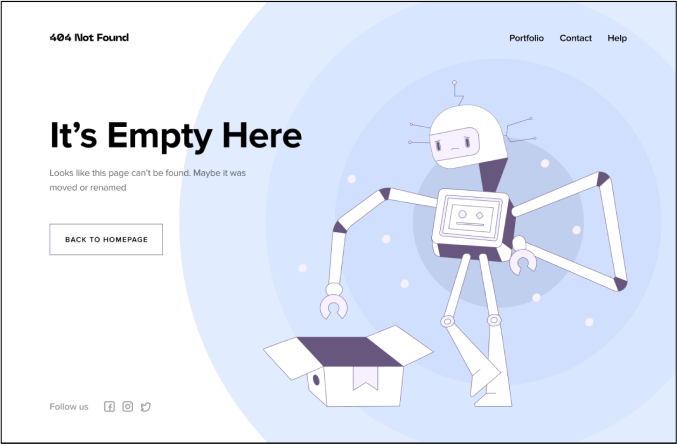 404 Not Found
Portfolio Contact Help
It's Empty Here
Looks like this page can't be found. Maybe it was
moved or renamed
BACK TO HOMEPAGE
Follow us